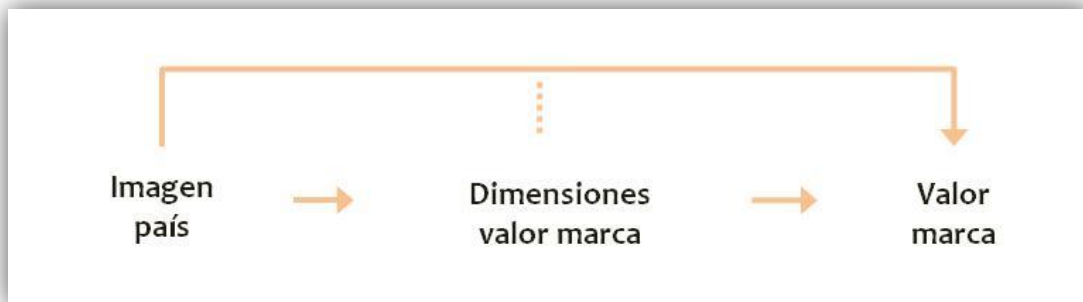 Imagen
país
Dimensiones
valor marca
Valor
marca